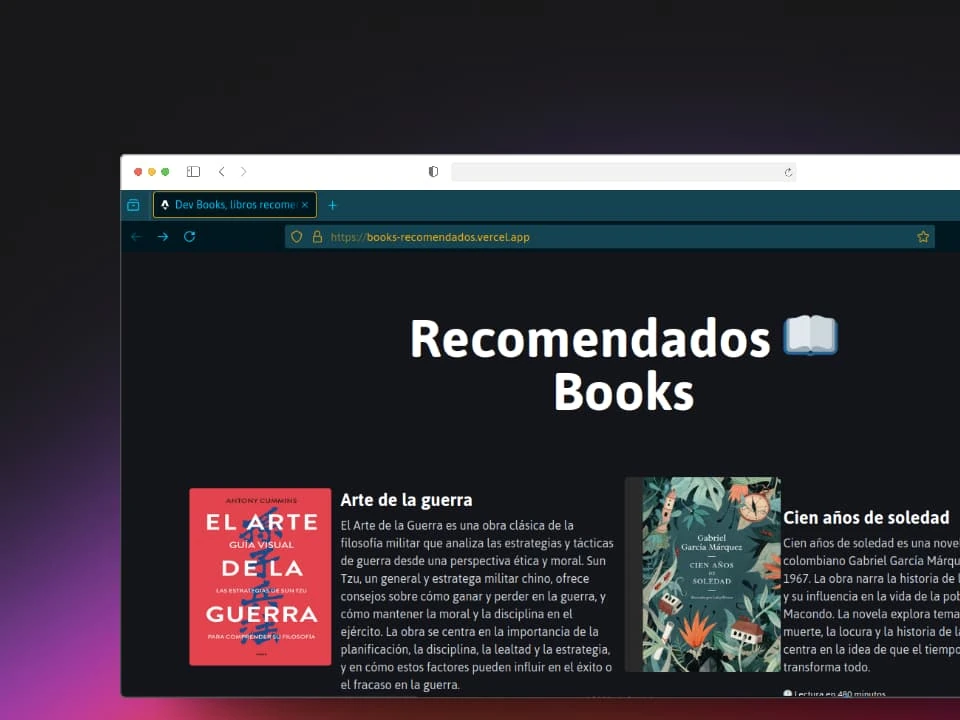 Dev Books, libros recome
https://books-recomendados.vercel.app
Recomendados
Books
ANTONY CUMMINS
EL ARTE
GUÍA VISUAL
DE LA
LAS ESTRATEGIAS DE SUN TZU
GUERRA
PARA COMPRENDER SU FILOSOFÍA
Arte de la guerra
El Arte de la Guerra es una obra clásica de la
filosofía militar que analiza las estrategias y tácticas
de guerra desde una perspectiva ética y moral. Sun
Tzu, un general y estratega militar chino, ofrece
consejos sobre cómo ganar y perder en la guerra, y
cómo mantener la moral y la disciplina en el
ejército. La obra se centra en la importancia de la
planificación, la disciplina, la lealtad y la estrategia,
y en cómo estos factores pueden influir en el éxito o
el fracaso en la guerra.
Gabriel
García Márquez
CIEN AÑOS
DE
SOLEDAD
Cien años de soledad
Cien años de soledad es una nove
colombiano Gabriel García Márqu
1967. La obra narra la historia de l
y su influencia en la vida de la pob
Macondo. La novela explora tema
muerte, la locura y la historia de la
centra en la idea de que el tiempo
transforma todo.
Lectura en 480 minutos